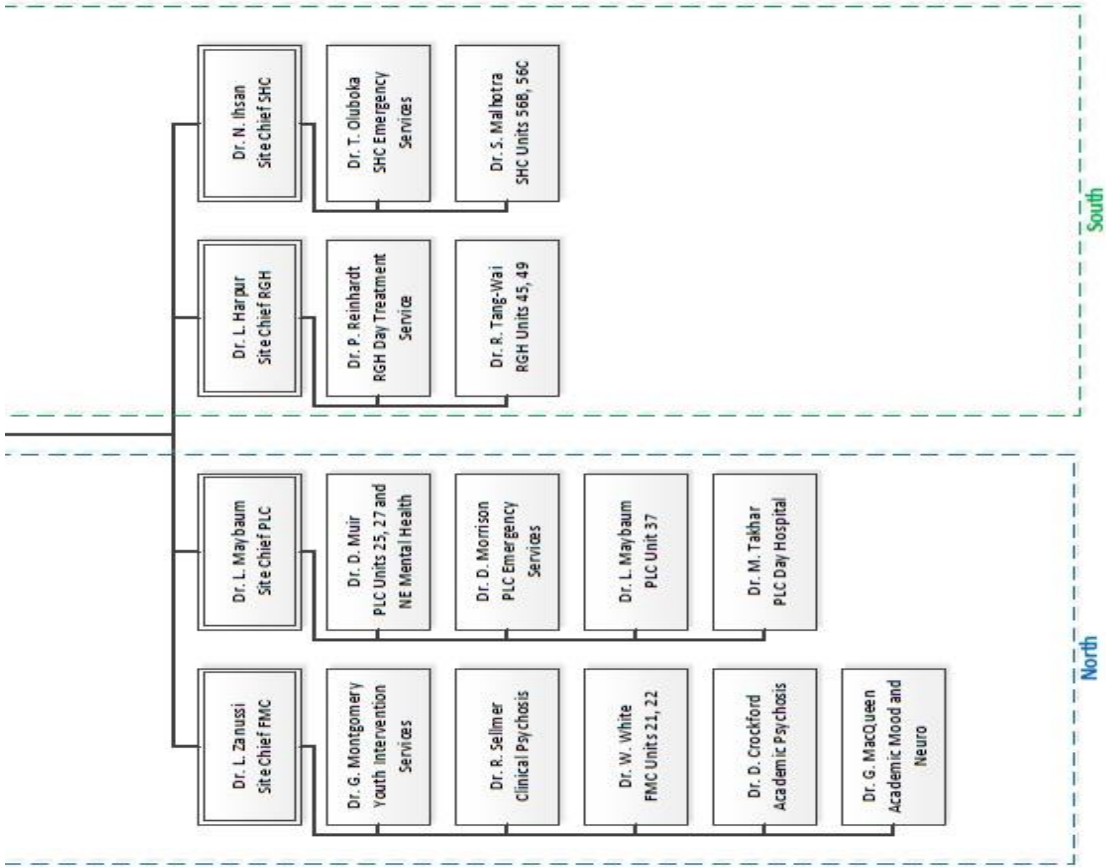 Dr. L. Zanussi
Site Chief FMC
Dr. G. Montgomery
Youth Intervention
Services
Dr. R. Sellmer
Clinical Psychosis
Dr. W. White
FMC Units 21, 22
Dr. D. Crockford
Academic Psychosis
Dr. G. MacQueen
Academic Mood and
Neuro
Dr. L. Maybaum
Site Chief PLC
Dr. D. Muir
PLC Units 25, 27 and
NE Mental Health
Dr. D. Morrison
PLC Emergency
Services
Dr. L. Maybaum
PLC Unit 37
Dr. M. Takhar
PLC Day Hospital
North
Dr. L. Harpur
Site Chief RGH
Dr. P. Reinhardt
RGH Day Treatment
Service
Dr. R. Tang-Wai
RGH Units 45, 49
Dr. N. Ihsan
Site Chief SHC
Dr. T. Oluboka
SHC Emergency
Services
Dr. S. Malhotra
SHC Units 56B, 56C
South